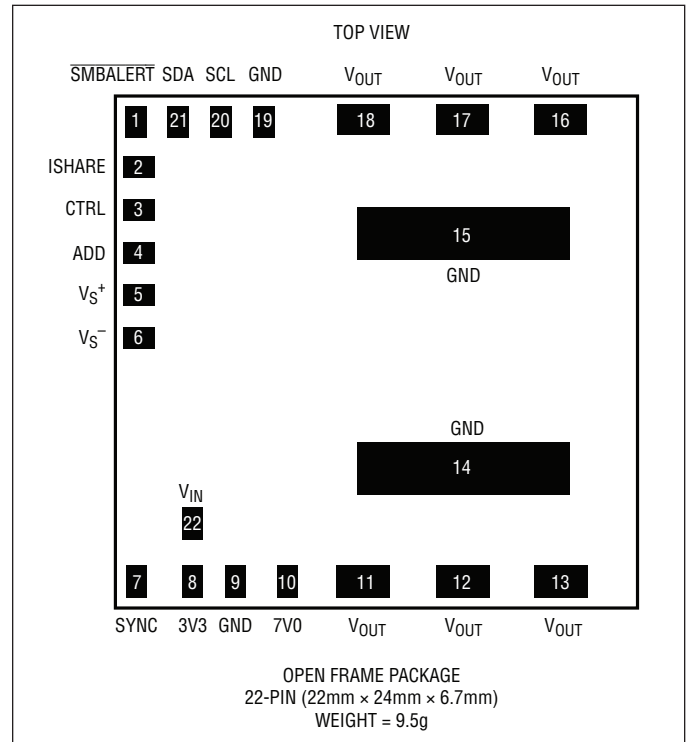 TOP VIEW
SMBALERT SDA SCL GND VOUT VOUT VOUT
1 21 20 19 18 17 16
ISHARE 2
CTRL 3
ADD 4
VS+ 5
VS– 6
15
GND
GND
14
VIN
22
7 8 9 10 11 12 13
SYNC 3V3 GND 7V0 VOUT VOUT VOUT
OPEN FRAME PACKAGE
22-PIN (22mm × 24mm × 6.7mm)
WEIGHT = 9.5g